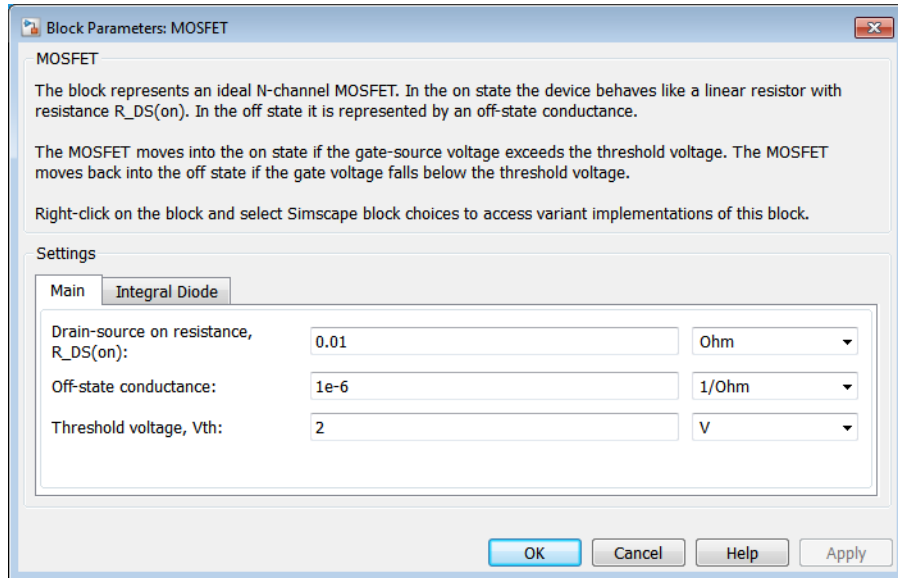 Block Parameters: MOSFET
MOSFET
The block represents an ideal N-channel MOSFET. In the on state the device behaves like a linear resistor with
resistance R_DS(on). In the off state it is represented by an off-state conductance.
The MOSFET moves into the on state if the gate-source voltage exceeds the threshold voltage. The MOSFET
moves back into the off state if the gate voltage falls below the threshold voltage.
Right-click on the block and select Simscape block choices to access variant implementations of this block.
Settings
Main Integral Diode
Drain-source on resistance,
R_DS(on): 0.01 Ohm
Off-state conductance: 1e-6 1/Ohm
Threshold voltage, Vth: 2 V
OK Cancel Help Apply